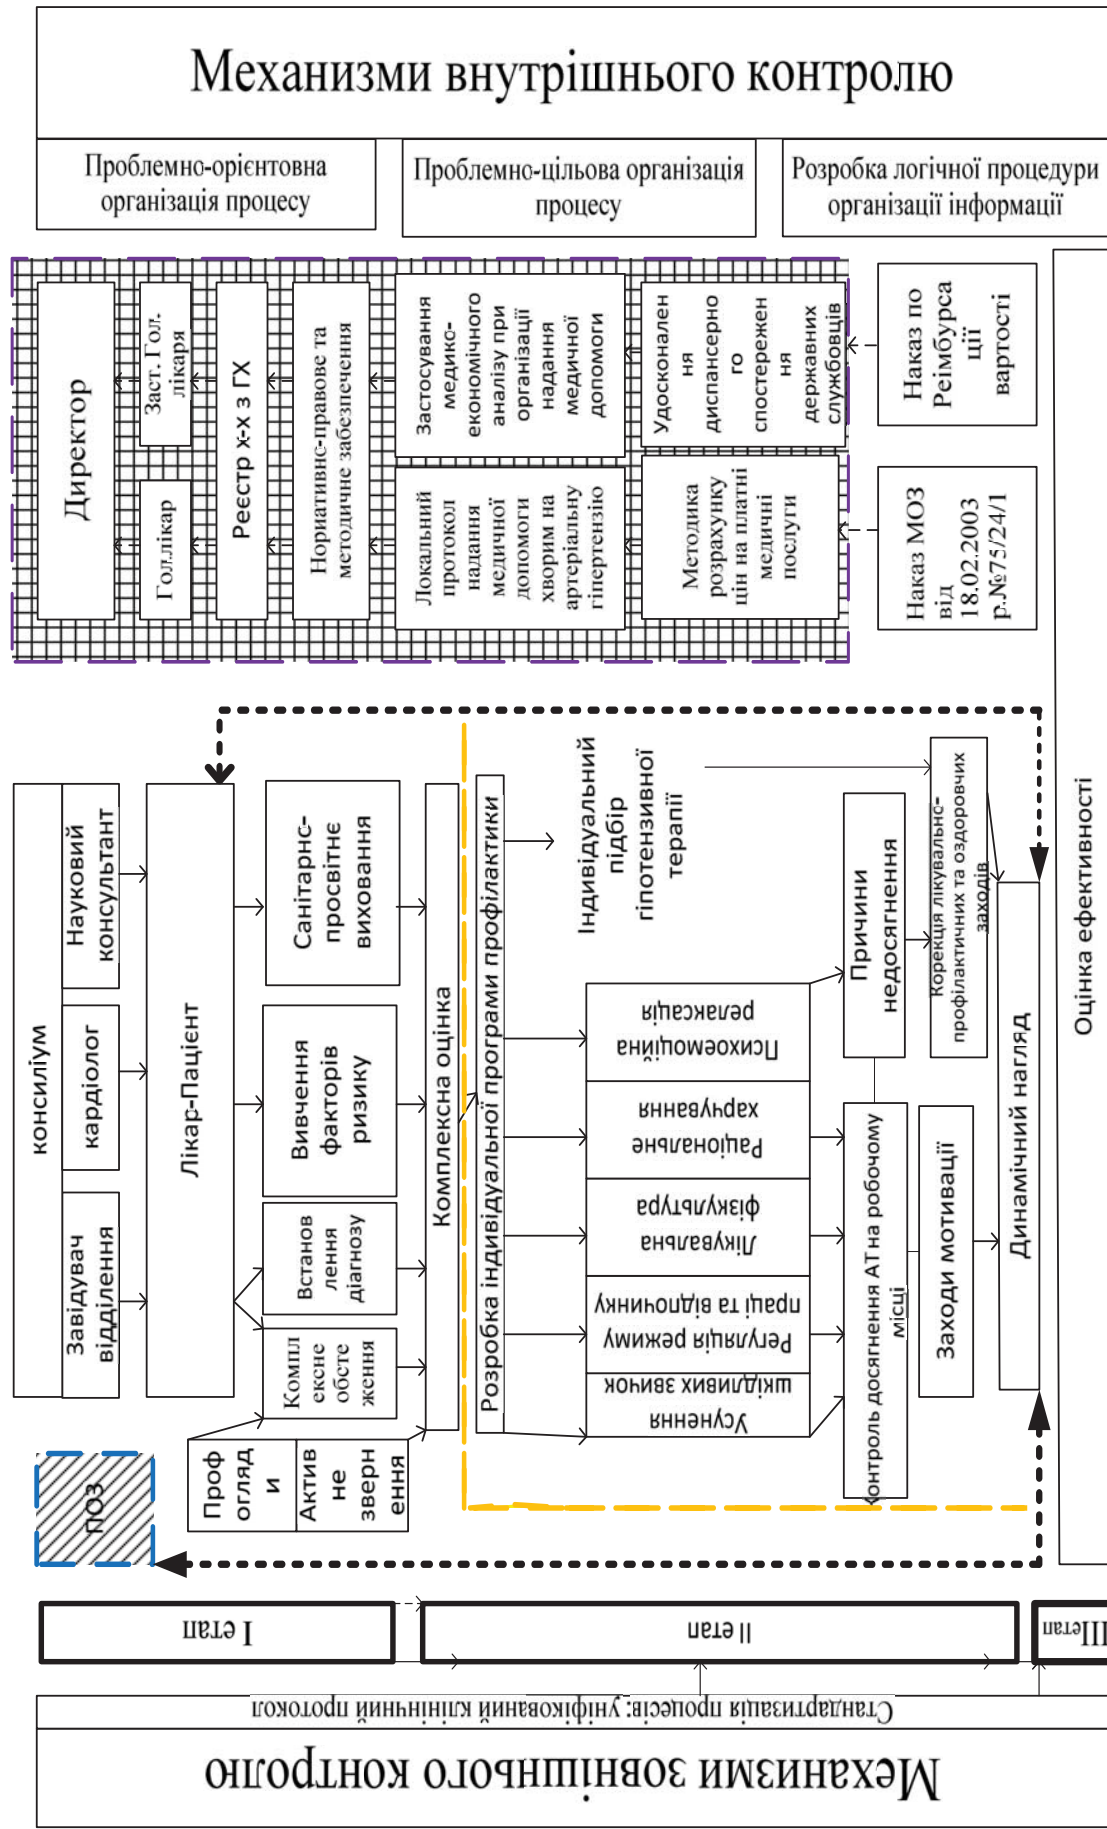 Механизми внутрішнього контролю
Проблемно-орієнтовна
організація процесу
Проблемно-цільова організація
процесу
Розробка логічної процедури
організації інформації
Директор
Гол.лікар
Заст. Гол.
лікаря
Реєстр х-х з ГХ
Нориативнс-правове та
методичне забезпечення
Локальний
протокол
надання
медичної
допомоги
хворим на
артеріальну
гіпертензію
Застосування
медикс-
економічного
аналізу при
організації
надання
медичної
допомоги
Методика
розрахунку
цін на платні
медичні
послуги
Удосконален
ня
диспансерно
го
спостережен
ня
державних
службовців
Наказ МОЗ
від
18.02.2003
р.№75/24/1
Наказ по
Реімбурса
ції
вартості
консиліум
Завідувач
відділення
кардіолог
Науковий
консультант
Лікар-Пацієнт
ПОЗ
Проф
огляд
и
Актив
не
зверн
ення
Компл
ексне
обсте
ження
Встанов
лення
діагнозу
Вивчення
факторів
ризику
Санітарнс-
просвітнє
виховання
Комплексна оцінка
Розробка індивідуальної програми профілактики
Усунення
шкідливих звичок
Регуляція режиму
праці та відпочинку
Лікувальна
фізкультура
Раціональне
харчування
Психоемоційна
релаксація
Індивідуальний
підбір
гіпотензивної
терапії
Контроль досягнення АТ на робочому
місці
Причини
недосягнення
Заходи мотивації
Корекція лікувально-
профілактичних та оздоровчих
заходів
Динамічний нагляд
Оцінка ефективності
I етап
II етап
IIIетап
Стандартизація процесів: уніфікований клінічний протокол
Механизми зовнішнього контролю